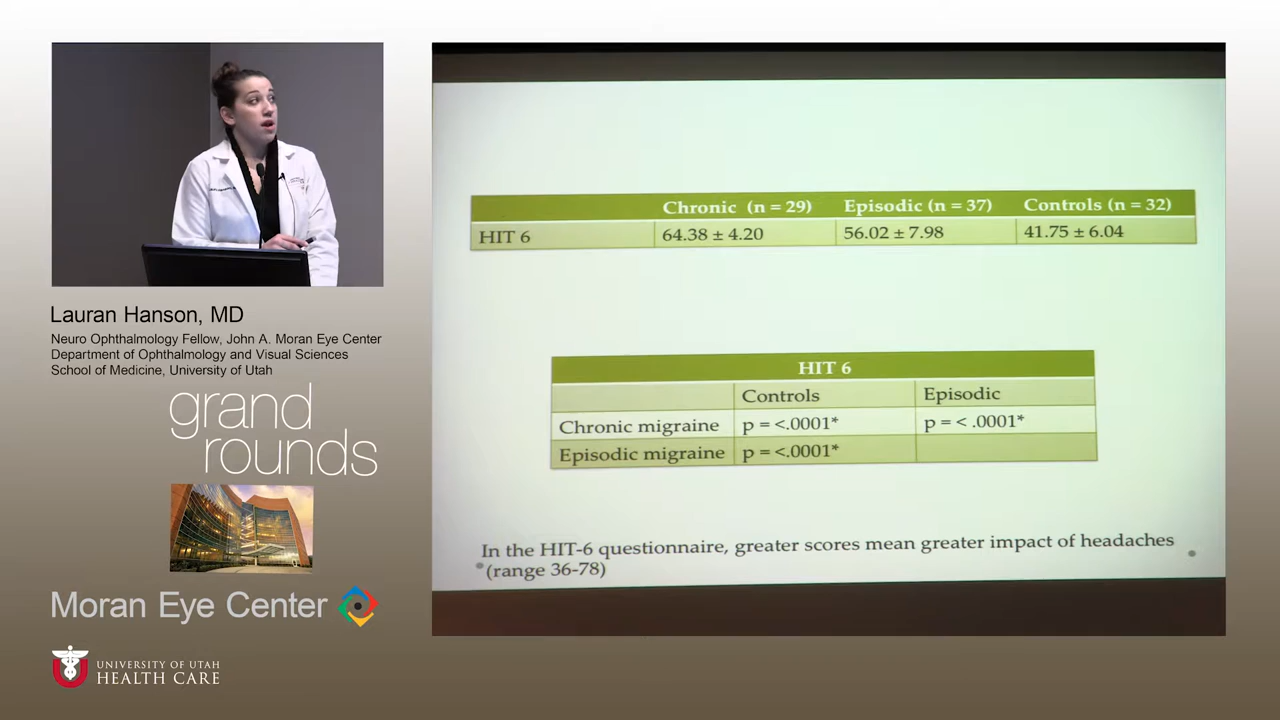 Chronic (n = 29) Episodic (n = 37) Controls (n = 32)
HIT 6 64.38 ± 4.20 56.02 ± 7.98 41.75 ± 6.04
HIT 6
Controls Episodic
Chronic migraine p = <.0001* p = < .0001*
Episodic migraine p = <.0001*
In the HIT-6 questionnaire, greater scores mean greater impact of headaches
(range 36-78)
Lauran Hanson, MD
Neuro Ophthalmology Fellow, John A. Moran Eye Center
Department of Ophthalmology and Visual Sciences
School of Medicine, University of Utah
grand
rounds
Moran Eye Center
UNIVERSITY OF UTAH
HEALTH CARE